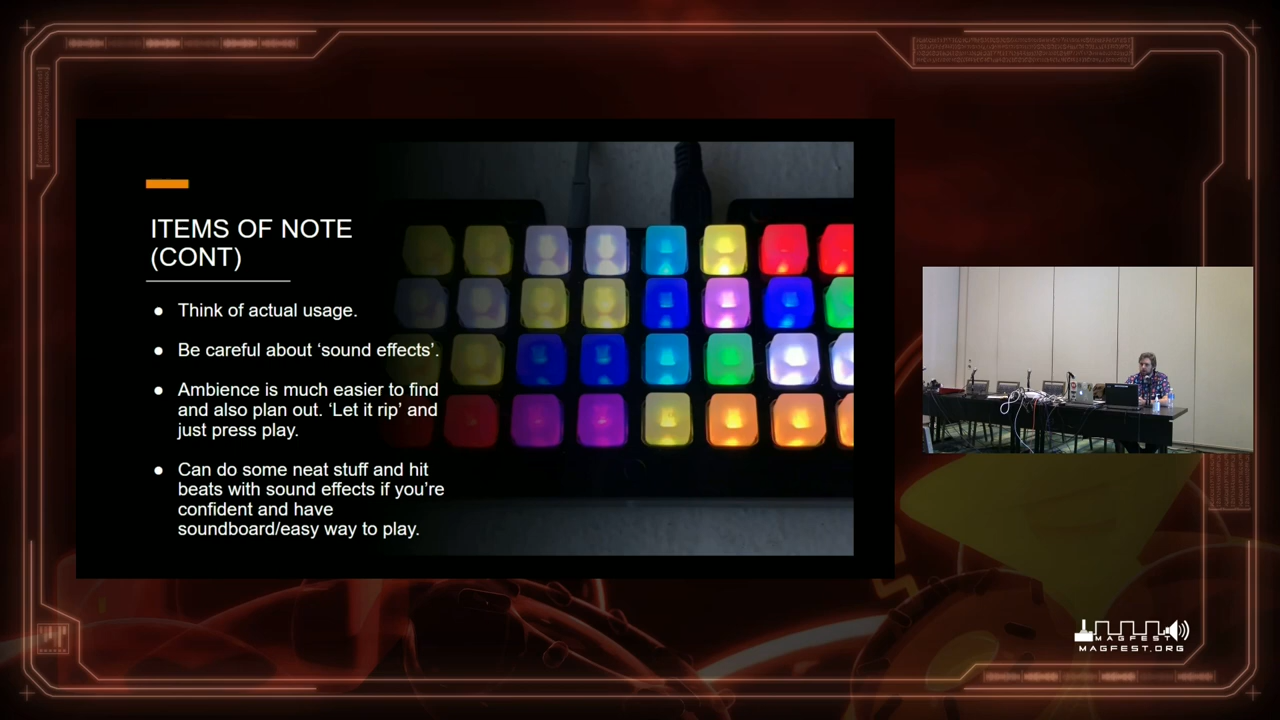 ITEMS OF NOTE
(CONT)
● Think of actual usage.
● Be careful about ‘sound effects’.
● Ambience is much easier to find
and also plan out. ‘Let it rip’ and
just press play.
● Can do some neat stuff and hit
beats with sound effects if you’re
confident and have
soundboard/easy way to play.
MAGFEST
MAGFEST.ORG